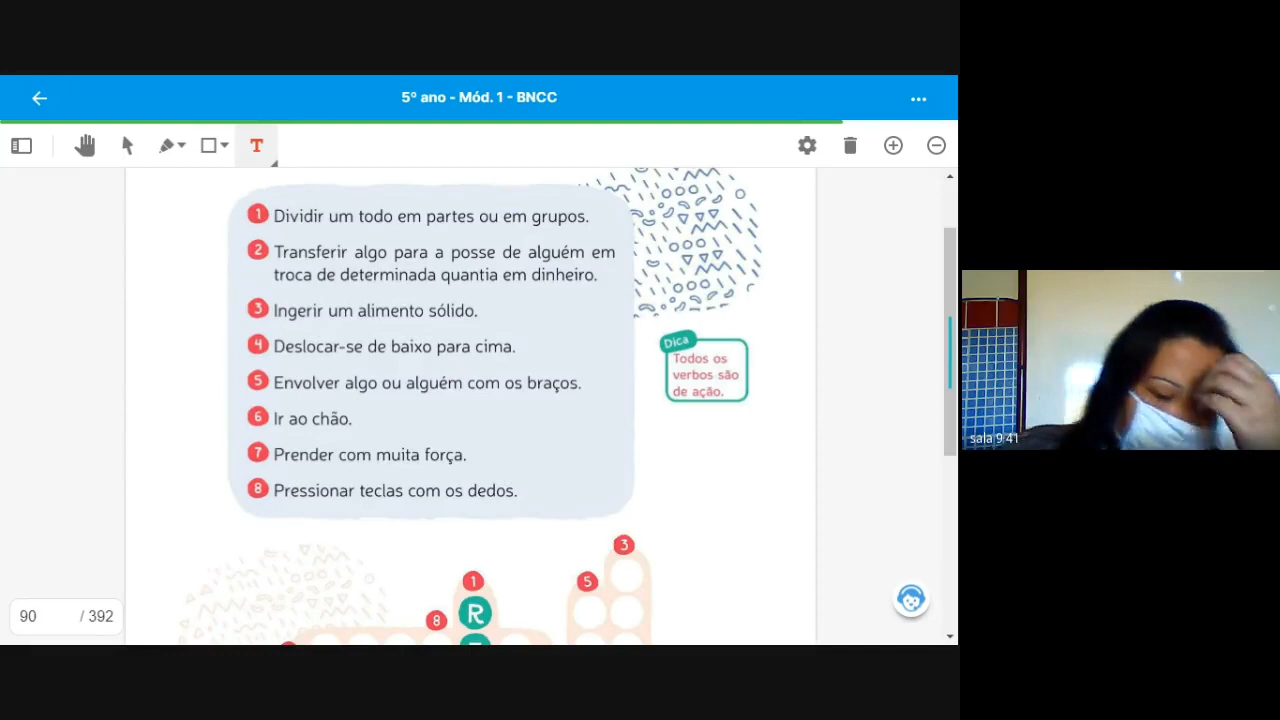 5º ano - Mód. 1 - BNCC
T
1 Dividir um todo em partes ou em grupos.
2 Transferir algo para a posse de alguém em
troca de determinada quantia em dinheiro.
3 Ingerir um alimento sólido.
4 Deslocar-se de baixo para cima.
5 Envolver algo ou alguém com os braços.
6 Ir ao chão.
7 Prender com muita força.
8 Pressionar teclas com os dedos.
Dica
Todos os
verbos são
de ação.
sala 9:41
3
1
5
8
R
90 / 392